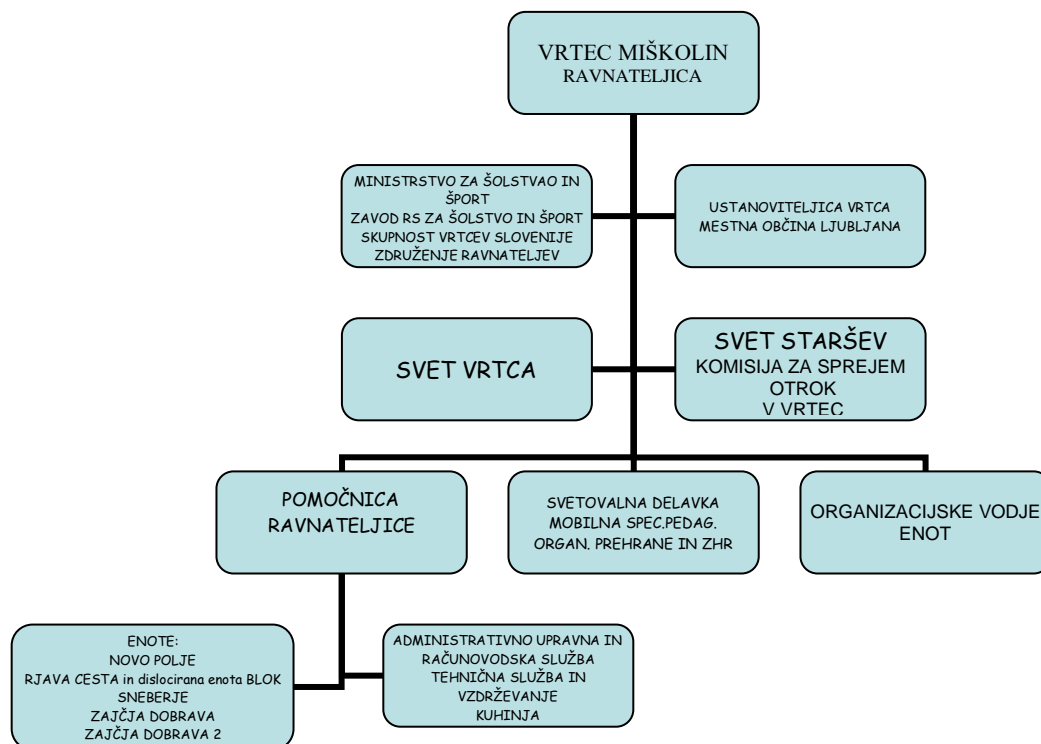 VRTEC MIŠKOLIN
RAVNATELJICA
MINISTRSTVO ZA ŠOLSTVAO IN
ŠPORT
ZAVOD RS ZA ŠOLSTVO IN ŠPORT
SKUPNOST VRTCEV SLOVENIJE
ZDRUŽENJE RAVNATELJEV
USTANOVITELJICA VRTCA
MESTNA OBČINA LJUBLJANA
SVET VRTCA
SVET STARŠEV
KOMISIJA ZA SPREJEM
OTROK
V VRTEC
POMOČNICA
RAVNATELJICE
SVETOVALNA DELAVKA
MOBILNA SPEC.PEDAG.
ORGAN. PREHRANE IN ZHR
ORGANIZACIJSKE VODJE
ENOT
ENOTE:
NOVO POLJE
RJAVA CESTA in dislocirana enota BLOK
SNEBERJE
ZAJČJA DOBRAVA
ZAJČJA DOBRAVA 2
ADMINISTRATIVNO UPRAVNA IN
RAČUNOVODSKA SLUŽBA
TEHNIČNA SLUŽBA IN
VZDRŽEVANJE
KUHINJA